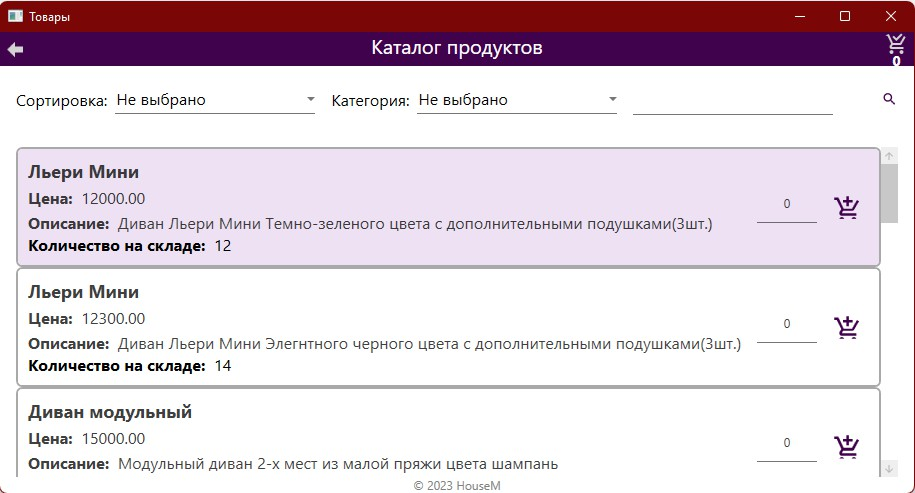 Товары
Каталог продуктов
0
Сортировка: Не выбрано Категория: Не выбрано
Льери Мини
Цена: 12000.00
0
Описание: Диван Льери Мини Темно-зеленого цвета с дополнительными подушками(3шт.)
Количество на складе: 12
Льери Мини
Цена: 12300.00
0
Описание: Диван Льери Мини Элегнтного черного цвета с дополнительными подушками(3шт.)
Количество на складе: 14
Диван модульный
Цена: 15000.00
0
Описание: Модульный диван 2-х мест из малой пряжи цвета шампань
© 2023 HouseM